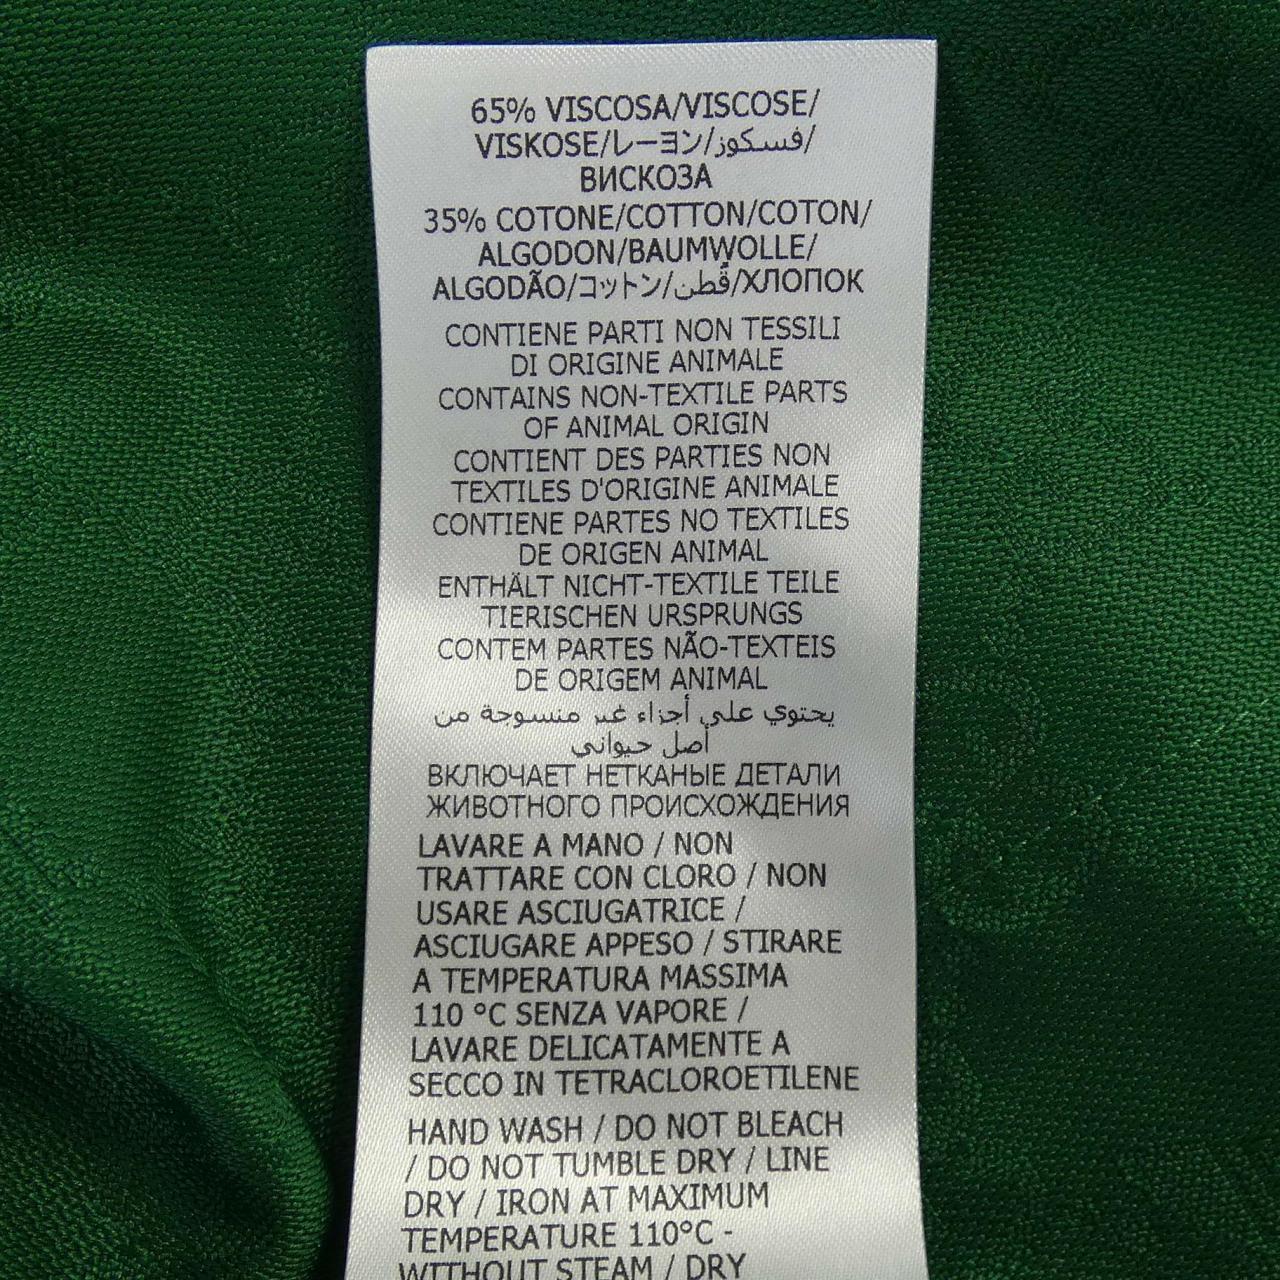 65% VISCOSA/VISCOSE/
VISKOSE/レーヨン/فسكوز/
ВИСКОЗА
35% COTONE/COTTON/COTON/
ALGODON/BAUMWOLLE/
ALGODÃO/コットン/قطن/ХЛОПОК
CONTIENE PARTI NON TESSILI
DI ORIGINE ANIMALE
CONTAINS NON-TEXTILE PARTS
OF ANIMAL ORIGIN
CONTIENT DES PARTIES NON
TEXTILES D'ORIGINE ANIMALE
CONTIENE PARTES NO TEXTILES
DE ORIGEN ANIMAL
ENTHÄLT NICHT-TEXTILE TEILE
TIERISCHEN URSPRUNGS
CONTEM PARTES NÃO-TEXTEIS
DE ORIGEM ANIMAL
يحتوي على أجزاء غير منسوجة من
أصل حيواني
ВКЛЮЧАЕТ НЕТКАНЫЕ ДЕТАЛИ
ЖИВОТНОГО ПРОИСХОЖДЕНИЯ
LAVARE A MANO / NON
TRATTARE CON CLORO / NON
USARE ASCIUGATRICE /
ASCIUGARE APPESO / STIRARE
A TEMPERATURA MASSIMA
110 °C SENZA VAPORE /
LAVARE DELICATAMENTE A
SECCO IN TETRACLOROETILENE
HAND WASH / DO NOT BLEACH
/ DO NOT TUMBLE DRY / LINE
DRY / IRON AT MAXIMUM
TEMPERATURE 110°C -
WITHOUT STEAM / DRY